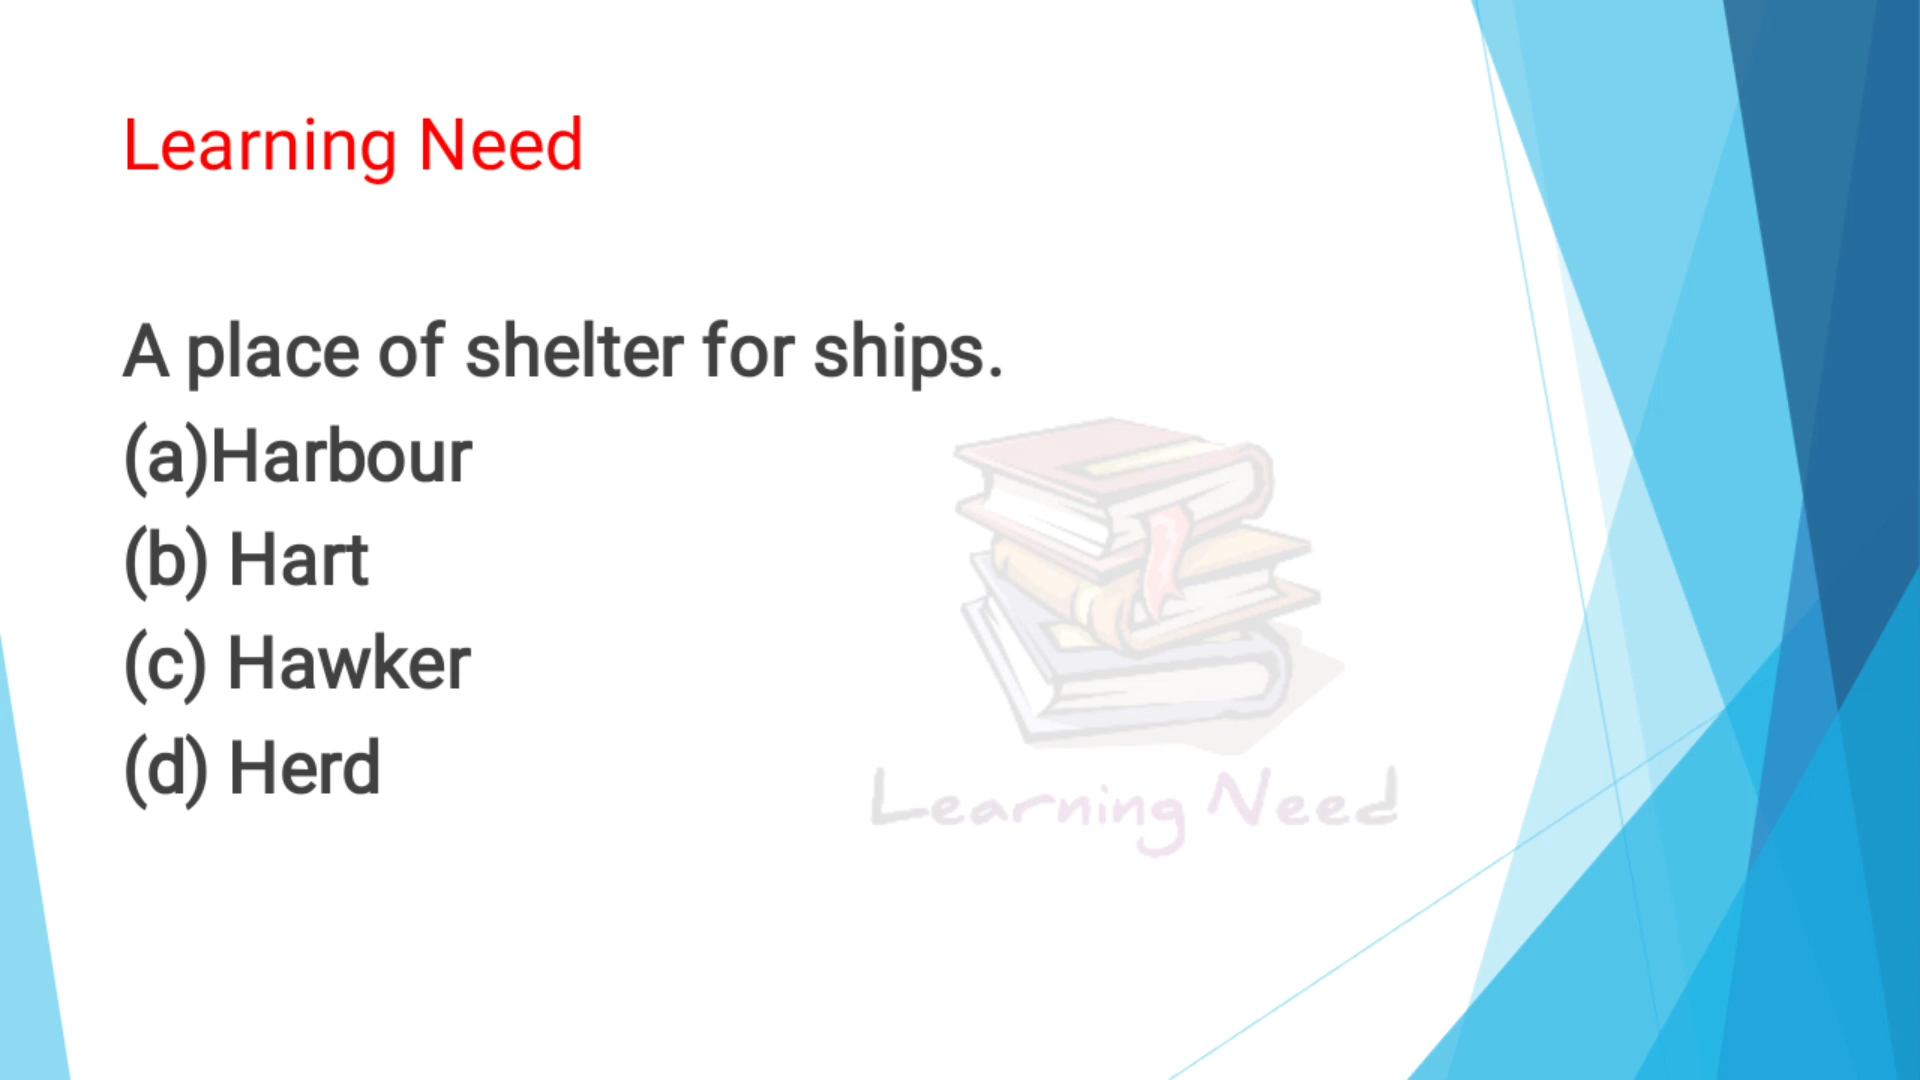 Learning Need
A place of shelter for ships.
(a)Harbour
(b) Hart
(c) Hawker
(d) Herd
Learning Need